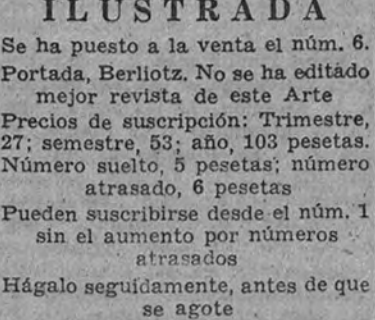 ILUSTRADA
Se ha puesto a la venta el núm. 6.
Portada, Berliotz. No se ha editado
mejor revista de este Arte
Precios de suscripción: Trimestre,
27; semestre, 53; año, 103 pesetas.
Número suelto, 5 pesetas; número
atrasado, 6 pesetas
Pueden suscribirse desde el núm. 1
sin el aumento por números
atrasados
Hágalo seguidamente, antes de que
se agote